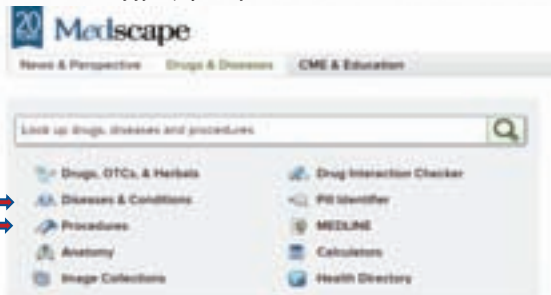 20
Medscape
News & Perspective Drugs & Diseases CME & Education
Look up drugs, diseases and procedures
Drugs, OTCs, & Herbals
Diseases & Conditions
Procedures
Anatomy
Image Collections
Drug Interaction Checker
Pill Identifier
MEDLINE
Calculators
Health Directory